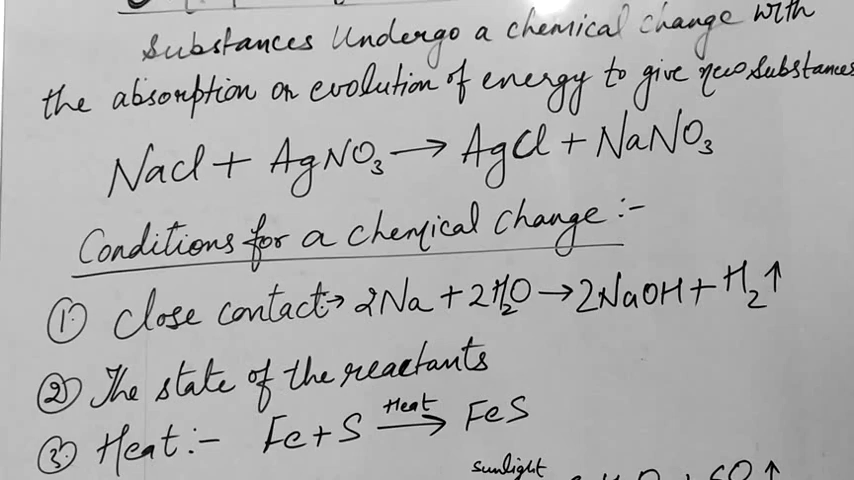 Substances Undergo a chemical change with
the absorption or evolution of energy to give new substances
NaCl + AgNO₃ → AgCl + NaNO₃
Conditions for a chemical change :-
① close contact → 2Na + 2H₂O → 2NaOH + H₂↑
② The state of the reactants
③ Heat :- Fe + S Heat → FeS
sunlight